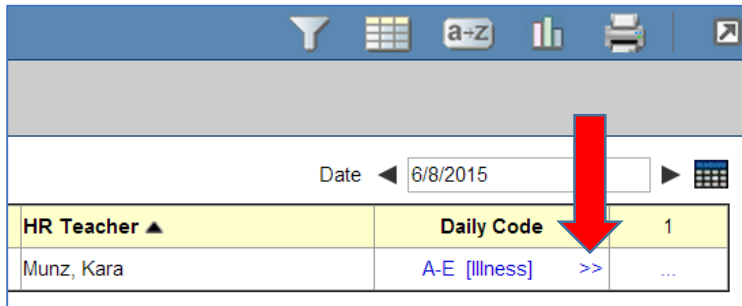 a÷Z
Date ◀ 6/8/2015 ▶
HR Teacher ▲ Daily Code 1
Munz, Kara A-E [Illness] >> ...